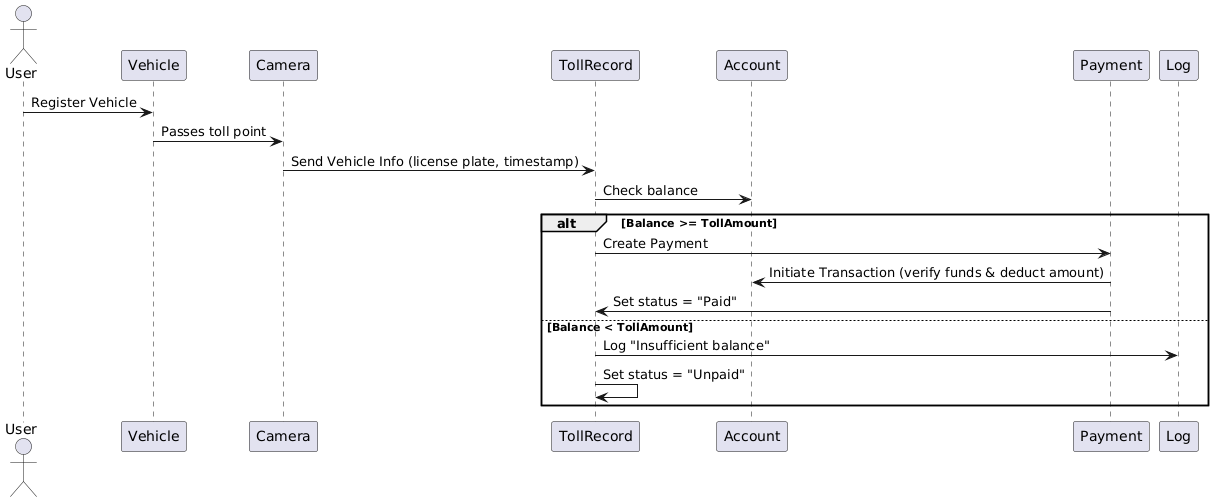 User
Vehicle
Camera
TollRecord
Account
Payment
Log
Register Vehicle
Passes toll point
Send Vehicle Info (license plate, timestamp)
Check balance
alt
[Balance >= TollAmount]
Create Payment
Initiate Transaction (verify funds & deduct amount)
Set status = "Paid"
[Balance < TollAmount]
Log "Insufficient balance"
Set status = "Unpaid"
User
Vehicle
Camera
TollRecord
Account
Payment
Log